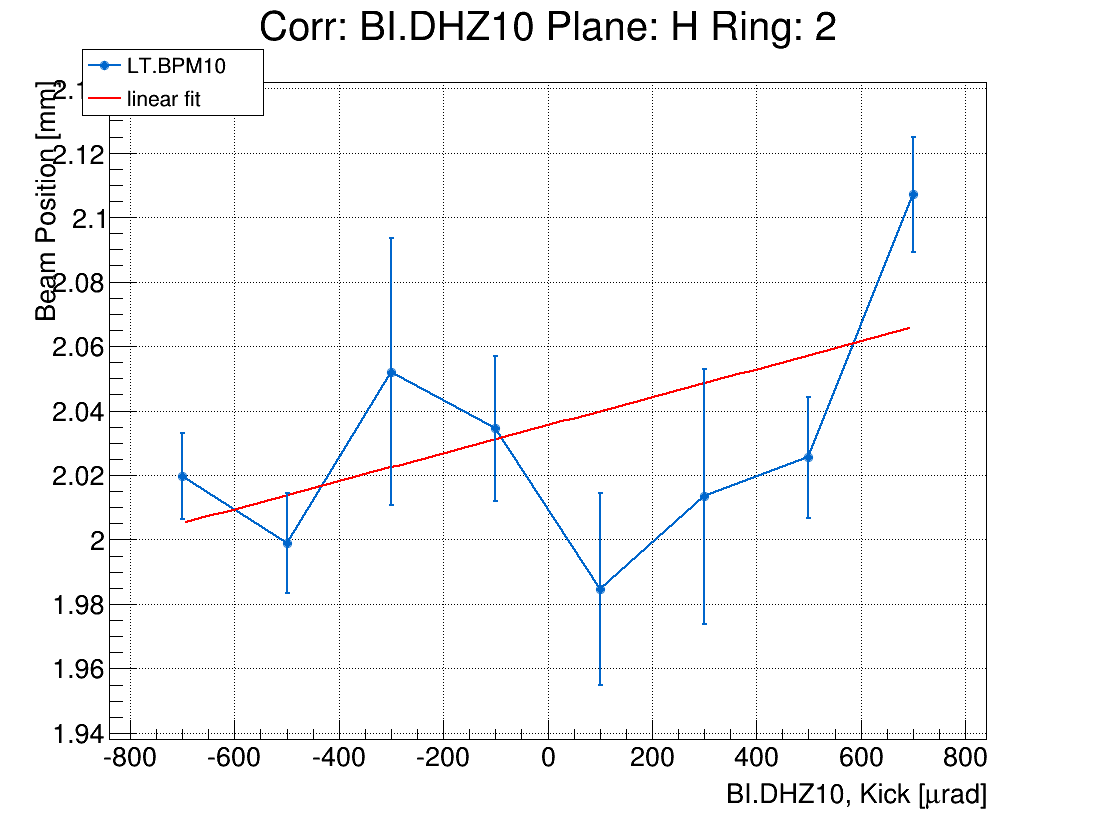 Corr: BI.DHZ10 Plane: H Ring: 2
LT.BPM10
linear fit
Beam Position [mm]
2.12
2.1
2.08
2.06
2.04
2.02
2
1.98
1.96
1.94
-800 -600 -400 -200 0 200 400 600 800
BI.DHZ10, Kick [μrad]